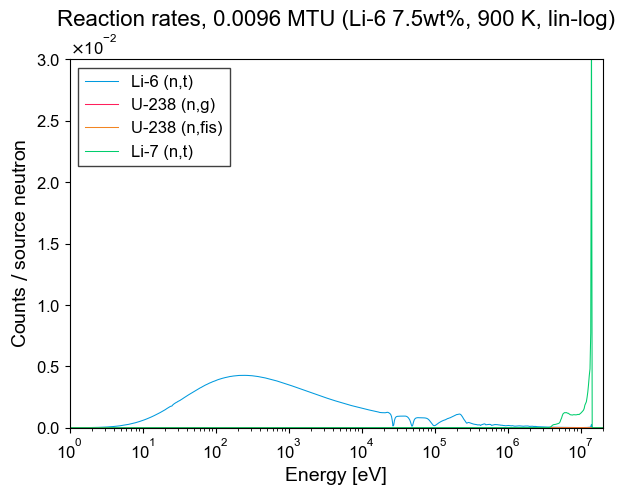 Reaction rates, 0.0096 MTU (Li-6 7.5wt%, 900 K, lin-log)
×10⁻²
3.0
2.5
2.0
1.5
1.0
0.5
0.0
Counts / source neutron
Li-6 (n,t)
U-238 (n,g)
U-238 (n,fis)
Li-7 (n,t)
10⁰ 10¹ 10² 10³ 10⁴ 10⁵ 10⁶ 10⁷
Energy [eV]